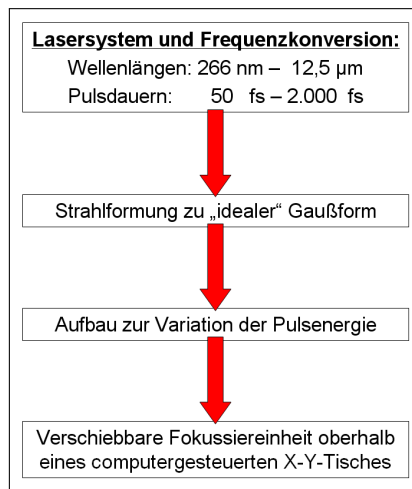 Lasersystem und Frequenzkonversion:
Wellenlängen: 266 nm – 12,5 µm
Pulsdauern: 50 fs – 2.000 fs
Strahlformung zu „idealer“ Gaußform
Aufbau zur Variation der Pulsenergie
Verschiebbare Fokussiereinheit oberhalb
eines computergesteuerten X-Y-Tisches